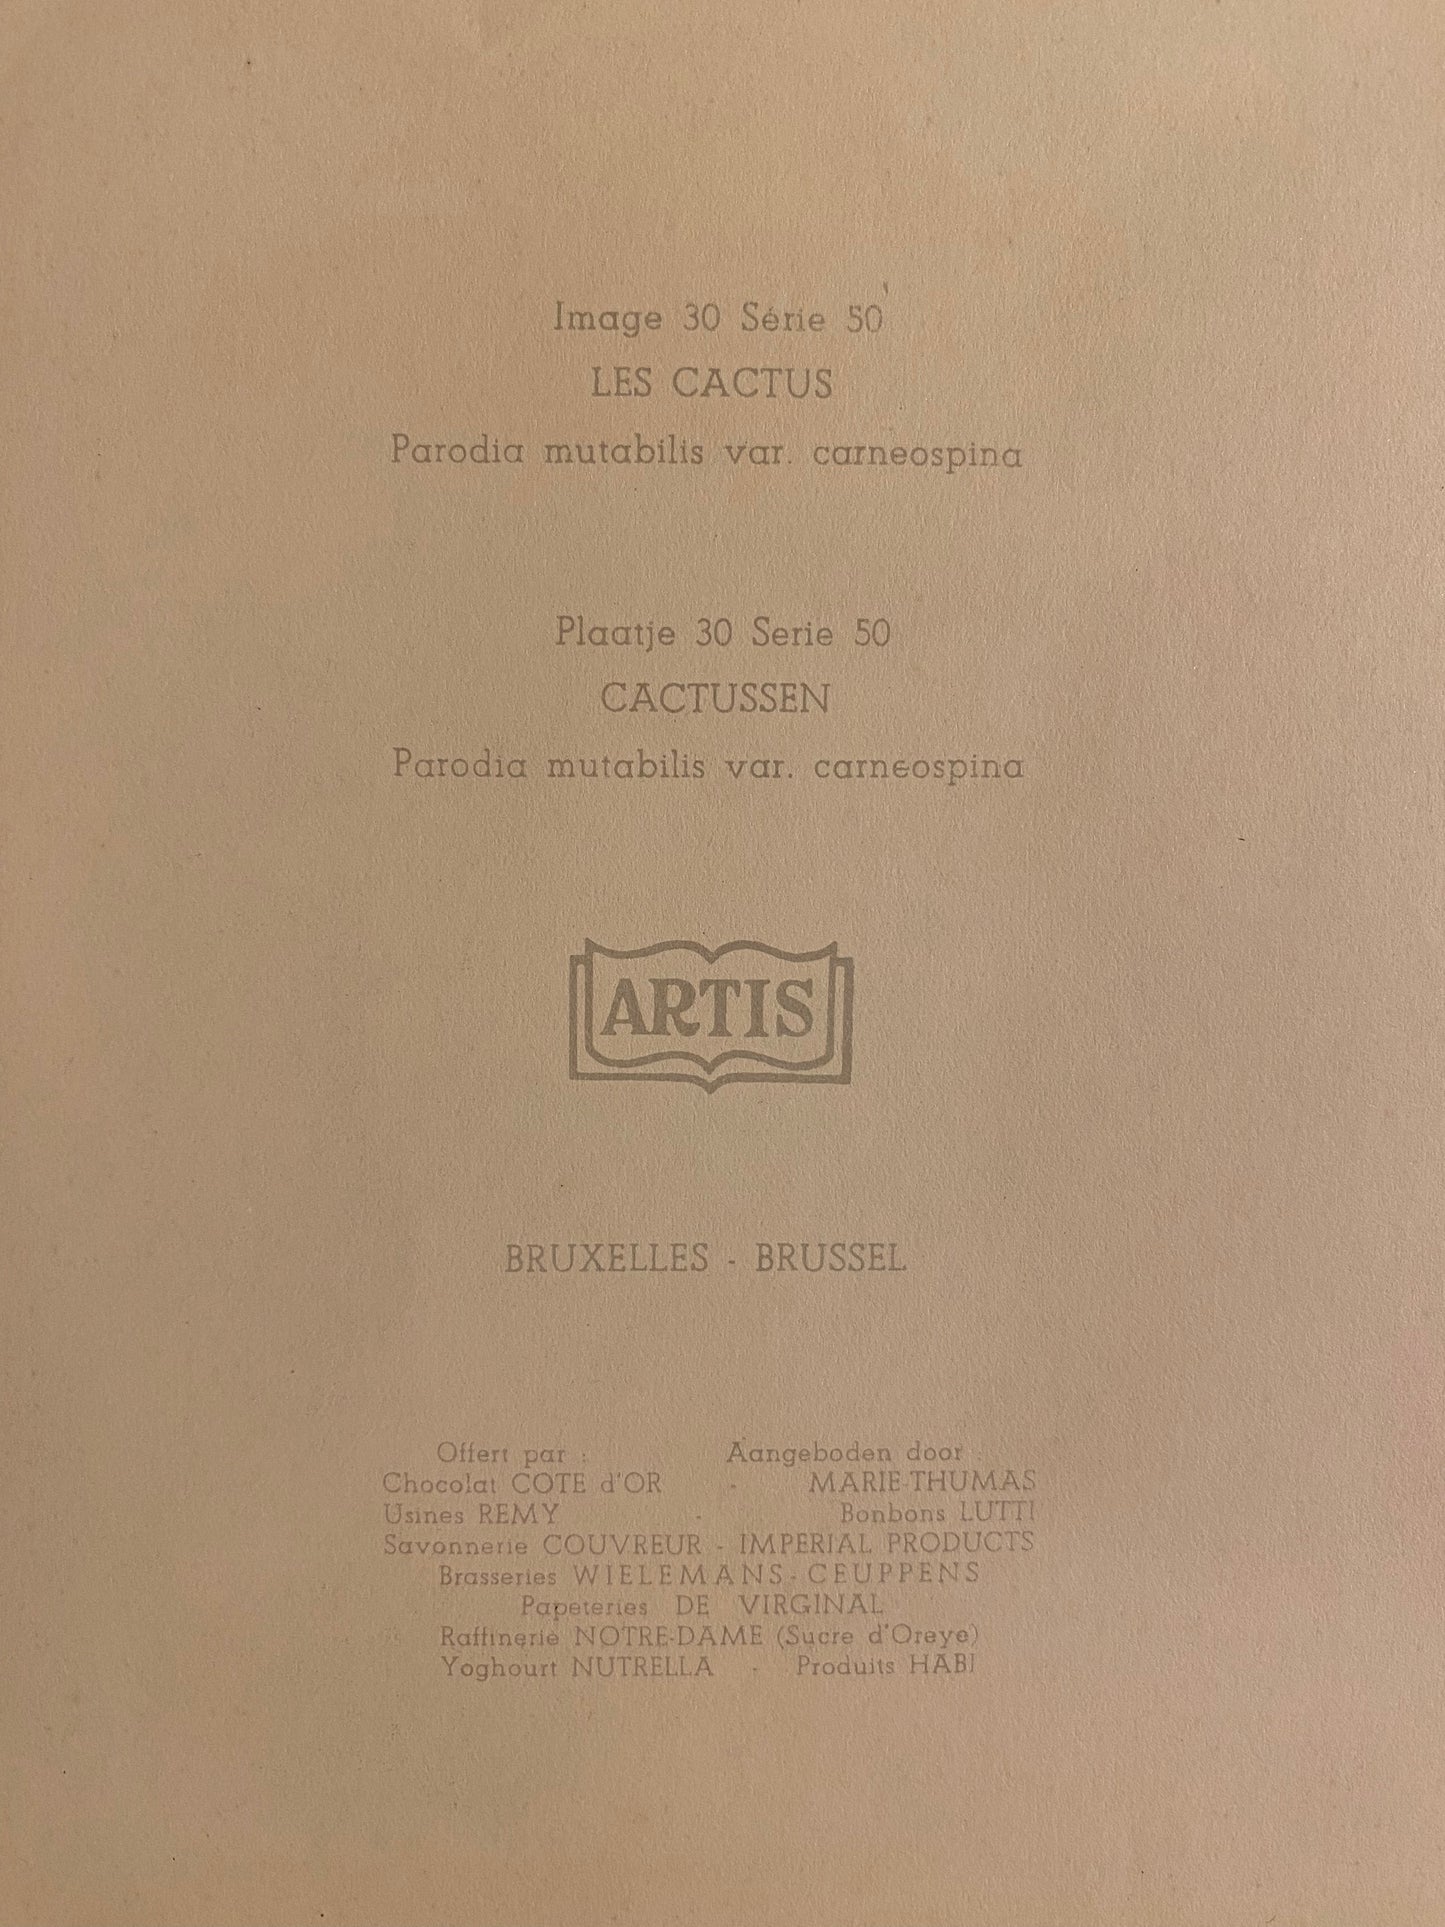 Image 30 Série 50
LES CACTUS
Parodia mutabilis var. carneospina
Plaatje 30 Serie 50
CACTUSSEN
Parodia mutabilis var. carneospina
ARTIS
BRUXELLES - BRUSSEL
Offert par : Aangeboden door :
Chocolat COTE d'OR - MARIE-THUMAS
Usines REMY - Bonbons LUTTI
Savonnerie COUVREUR - IMPERIAL PRODUCTS
Brasseries WIELEMANS-CEUPPENS
Papeteries DE VIRGINAL
Raffinerie NOTRE-DAME (Sucre d'Oreye)
Yoghourt NUTRELLA - Produits HABI